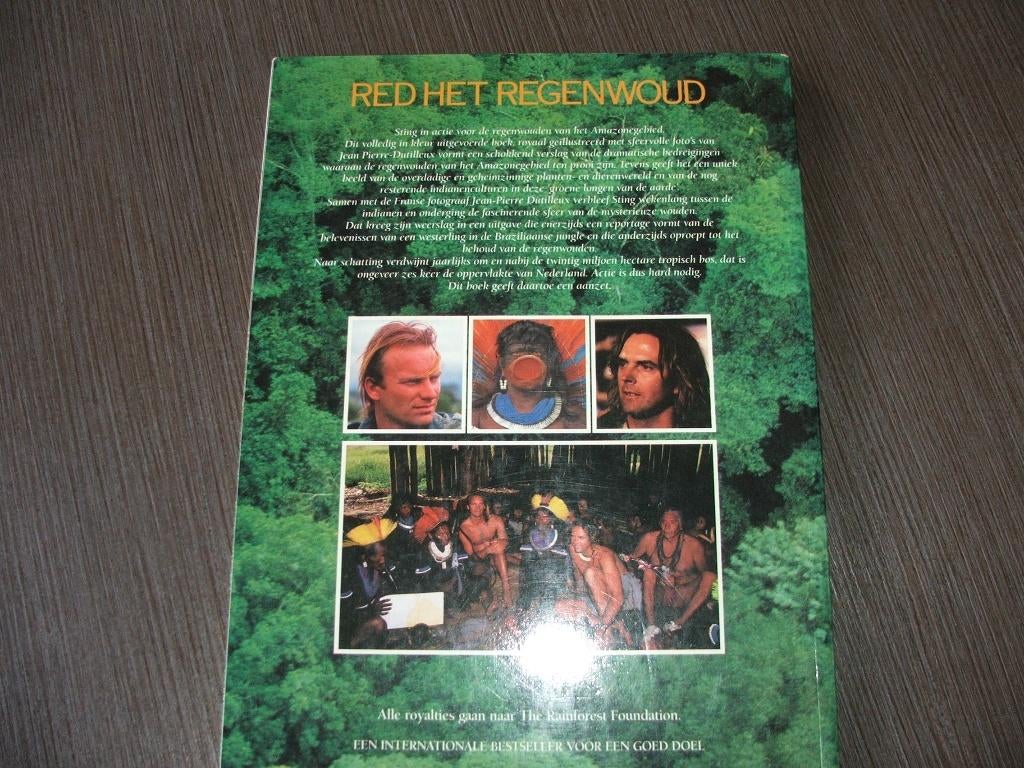 RED HET REGENWOUD
Sting in actie voor de regenwouden van het Amazonegebied.
Dit volledig in kleur uitgevoerde boek, royaal geïllustreerd met sfeervolle foto's van
Jean Pierre-Dutilleux vormt een schokkend verslag van de dramatische bedreigingen
waaraan de regenwouden van het Amazonegebied ten prooi zijn. Tevens geeft het een uniek
beeld van de overdadige en geheimzinnige planten- en dierenwereld en van de nog
resterende indianenculturen in deze 'groene longen van de aarde'.
Samen met de Franse fotograaf Jean-Pierre Dutilleux verbleef Sting wekenlang tussen de
indianen en onderging de fascinerende sfeer van de mysterieuze wouden.
Dat kreeg zijn weerslag in een uitgave die enerzijds een reportage vormt van de
belevenissen van een westerling in de Braziliaanse jungle en die anderzijds oproept tot het
behoud van de regenwouden.
Naar schatting verdwijnt jaarlijks om en nabij de twintig miljoen hectare tropisch bos, dat is
ongeveer zes keer de oppervlakte van Nederland. Actie is dus hard nodig.
Dit boek geeft daartoe een aanzet.
Alle royalties gaan naar The Rainforest Foundation.
EEN INTERNATIONALE BESTSELLER VOOR EEN GOED DOEL